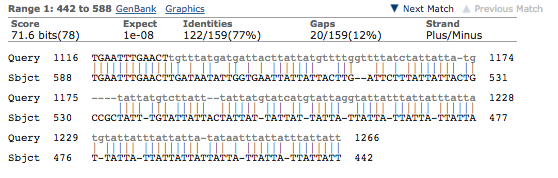 Range 1: 442 to 588 GenBank Graphics Next Match Previous Match
Score Expect Identities Gaps Strand
71.6 bits(78) 1e-08 122/159(77%) 20/159(12%) Plus/Minus
Query 1116 TGAATTTGAACTtgtttatgatgattacttattatgttttggttttatctattatta-tg 1174
Sbjct 588 TGAATTTGAACTTGATAATATTGGTGAATTATTATTACTTG--ATTCTTTATTATTACTG 531
Query 1175 ----tattatgtcttatt--tattatgtatcatgtattaggtattatttattatttatta 1228
Sbjct 530 CCGCTATT-TGTATTATTACTATTAT-TATTAT-TATTA-TTATTA-TTATTA-TTATTA 477
Query 1229 tgtattatttattatta-tataatttattatttattatt 1266
Sbjct 476 T-TATTA-TTATTATTATTATTA-TTATTA-TTATTATT 442